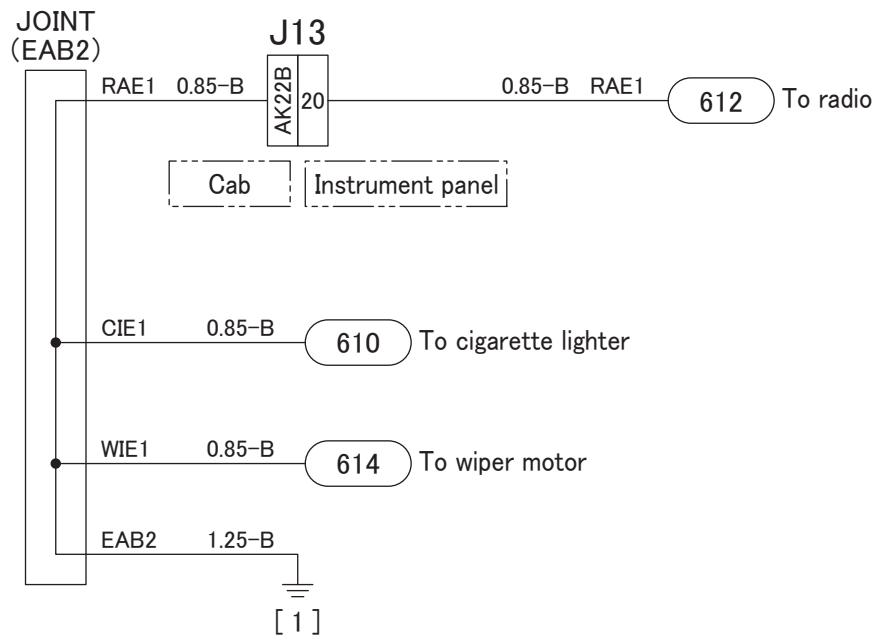 JOINT
(EAB2)
J13
RAE1 0.85-B
AK22B
20
0.85-B RAE1
612
To radio
Cab
Instrument panel
CIE1 0.85-B
610
To cigarette lighter
WIE1 0.85-B
614
To wiper motor
EAB2 1.25-B
[1]